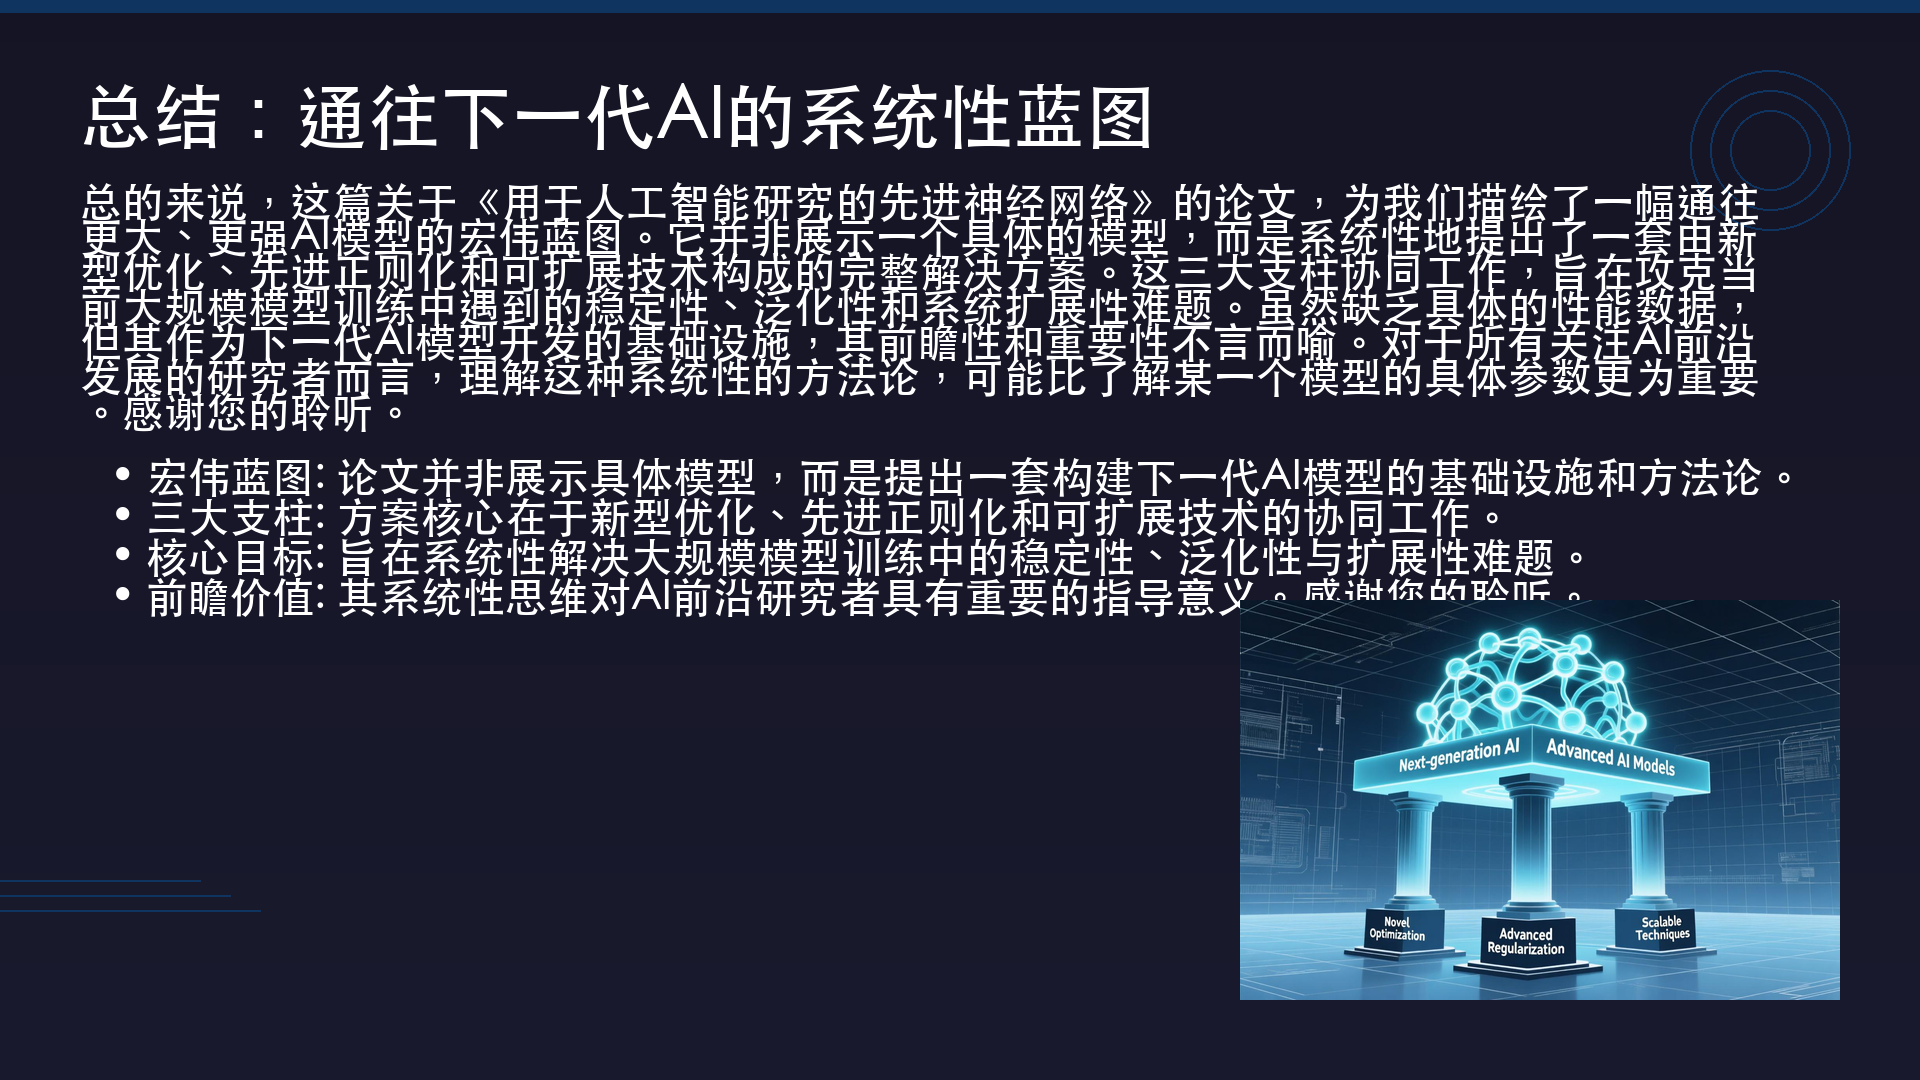 总结：通往下一代AI的系统性蓝图
总的来说，这篇关于《用于人工智能研究的先进神经网络》的论文，为我们描绘了一幅通往
更大、更强AI模型的宏伟蓝图。它并非展示一个具体的模型，而是系统性地提出了一套由新
型优化、先进正则化和可扩展技术构成的完整解决方案。这三大支柱协同工作，旨在攻克当
前大规模模型训练中遇到的稳定性、泛化性和系统扩展性难题。虽然缺乏具体的性能数据，
但其作为下一代AI模型开发的基础设施，其前瞻性和重要性不言而喻。对于所有关注AI前沿
发展的研究者而言，理解这种系统性的方法论，可能比了解某一个模型的具体参数更为重要
。感谢您的聆听。
• 宏伟蓝图: 论文并非展示具体模型，而是提出一套构建下一代AI模型的基础设施和方法论。
• 三大支柱: 方案核心在于新型优化、先进正则化和可扩展技术的协同工作。
• 核心目标: 旨在系统性解决大规模模型训练中的稳定性、泛化性与扩展性难题。
• 前瞻价值: 其系统性思维对AI前沿研究者具有重要的指导意义。感谢您的聆听。
Next-generation AI
Advanced AI Models
Novel
Optimization
Advanced
Regularization
Scalable
Techniques